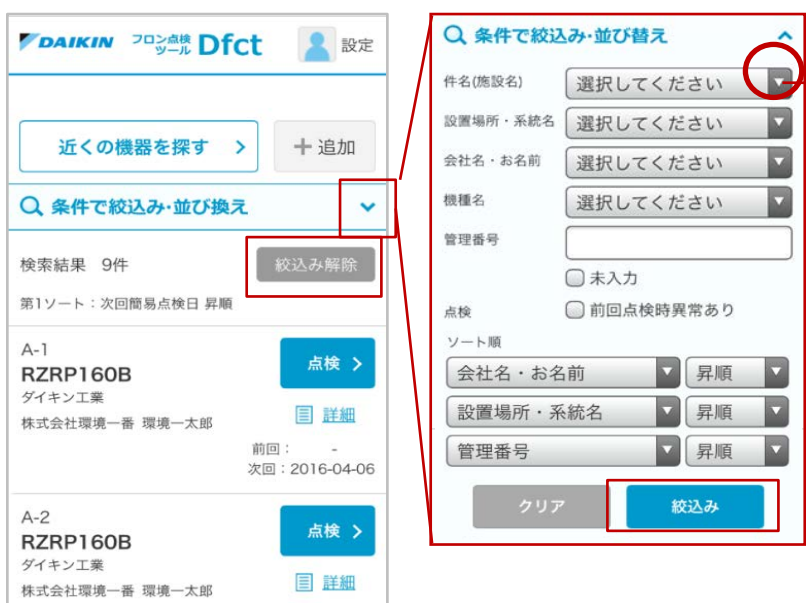 DAIKIN フロン点検ツール Dfct 設定
近くの機器を探す
＋追加
条件で絞込み・並び換え
検索結果 9件
絞込み解除
第1ソート：次回簡易点検日 昇順
A-1
RZRP160B
ダイキン工業
株式会社環境一番 環境一太郎
点検
詳細
前回： -
次回：2016-04-06
A-2
RZRP160B
ダイキン工業
株式会社環境一番 環境一太郎
点検
詳細
条件で絞込み・並び替え
件名(施設名) 選択してください
設置場所・系統名 選択してください
会社名・お名前 選択してください
機種名 選択してください
管理番号
未入力
点検 前回点検時異常あり
ソート順
会社名・お名前 昇順
設置場所・系統名 昇順
管理番号 昇順
クリア 絞込み